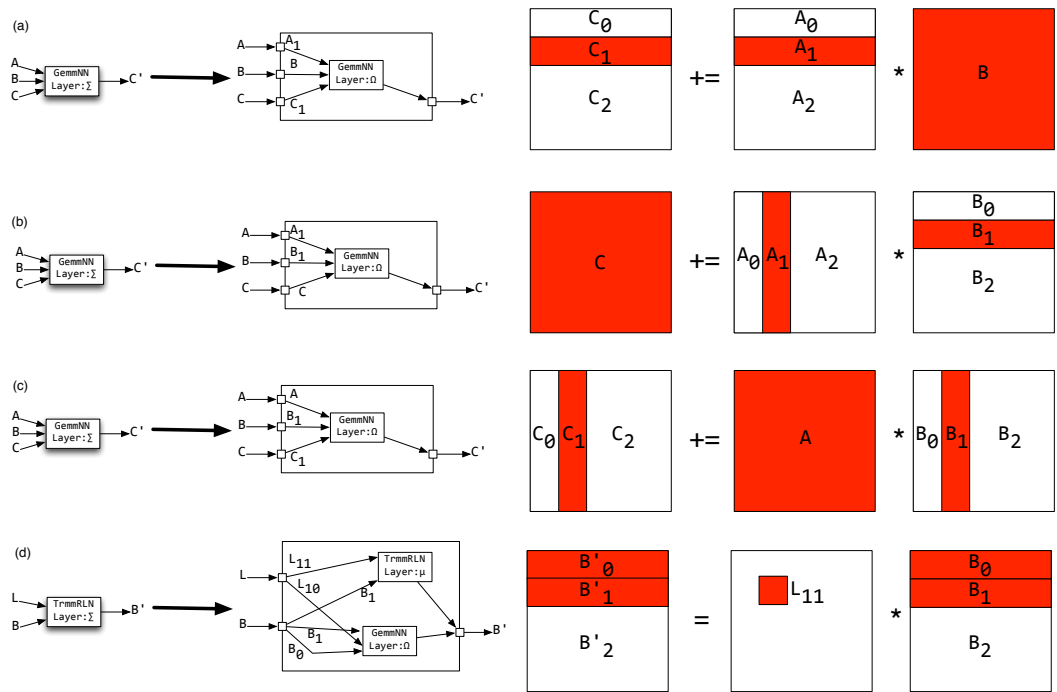 (a)
A
B
C
GemmNN
Layer:Σ
C'
A
B
C
A1
B
C1
GemmNN
Layer:Ω
C'
C0
C1
C2
+=
A0
A1
A2
*
B
(b)
A
B
C
GemmNN
Layer:Σ
C'
A
B
C
A1
B1
C
GemmNN
Layer:Ω
C'
C
+=
A0 A1 A2
*
B0
B1
B2
(c)
A
B
C
GemmNN
Layer:Σ
C'
A
B
C
A
B1
C1
GemmNN
Layer:Ω
C'
C0 C1 C2
+=
A
*
B0 B1 B2
(d)
L
B
TrmmRLN
Layer:Σ
B'
L
B
L11
L10
B1
B1
B0
TrmmRLN
Layer:μ
GemmNN
Layer:Ω
B'
B'0
B'1
B'2
=
L11
*
B0
B1
B2